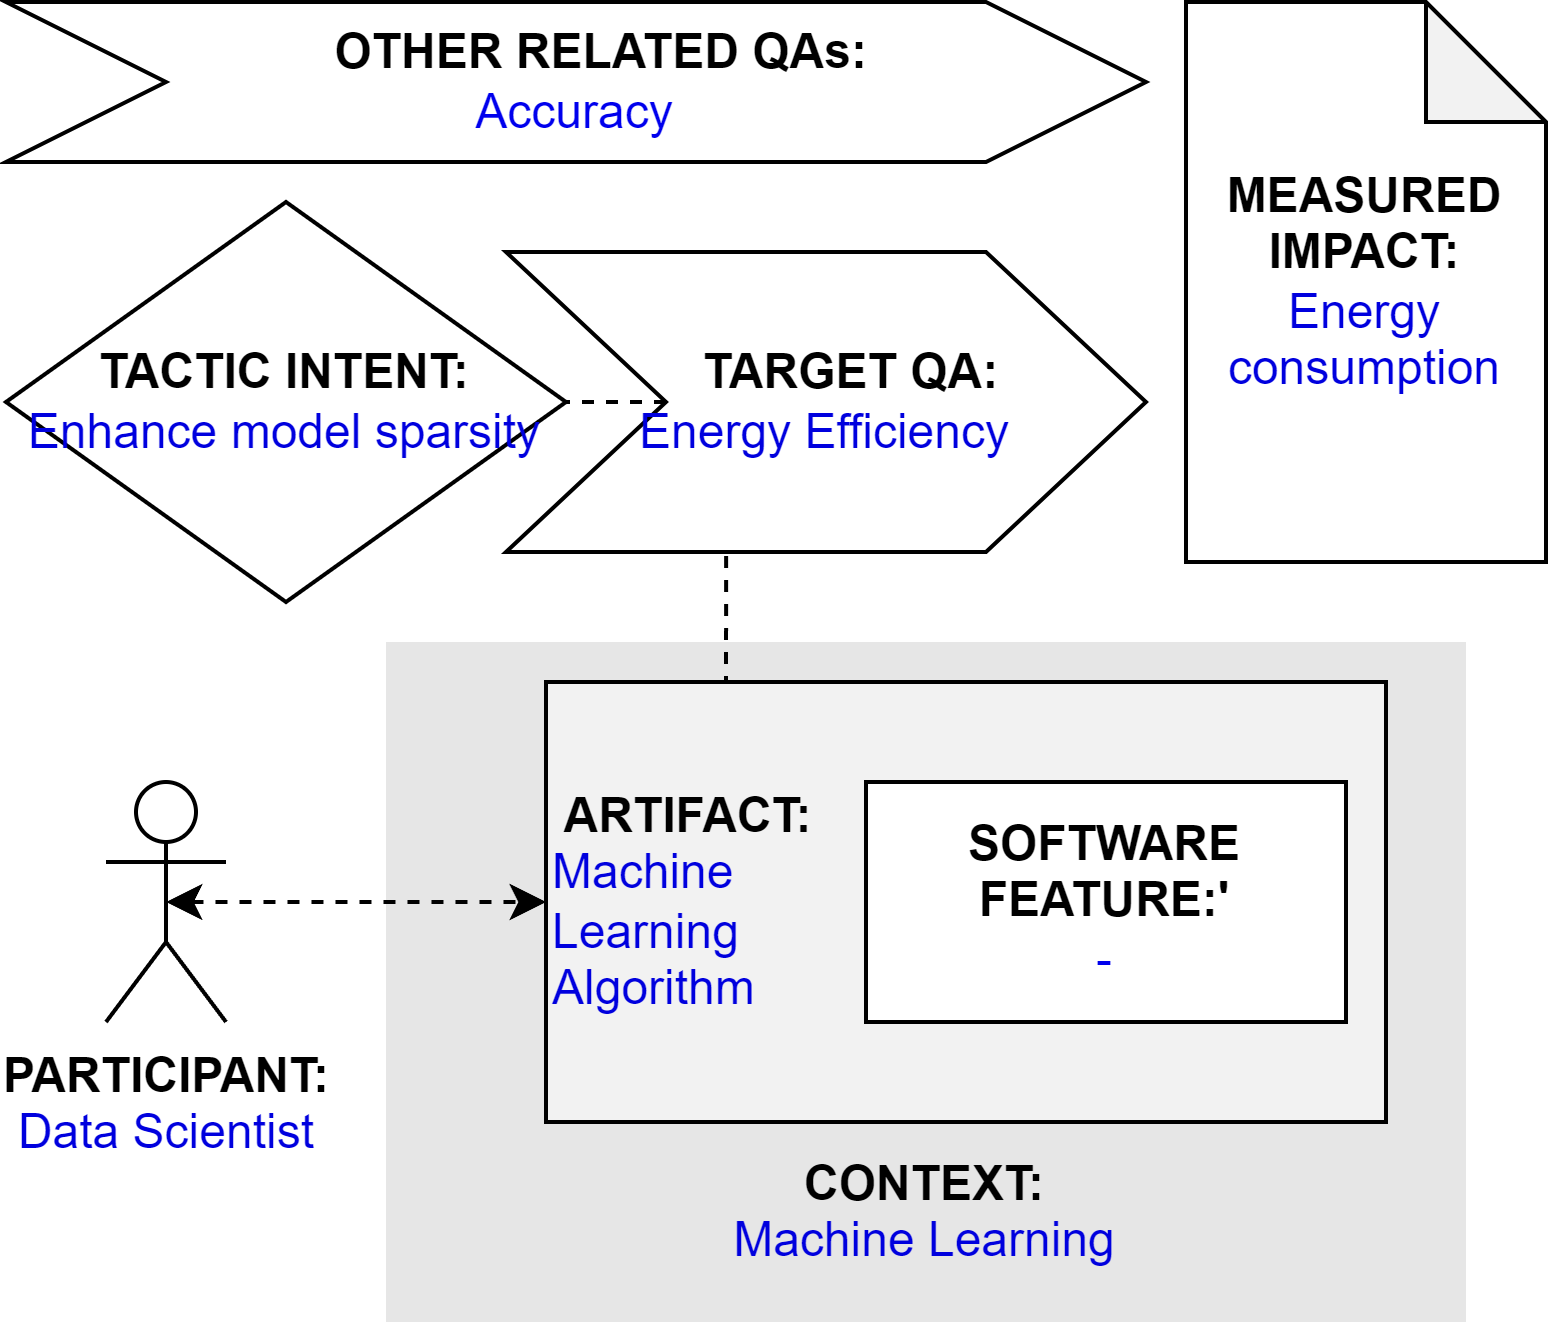 OTHER RELATED QAs:
Accuracy
MEASURED
IMPACT:
Energy
consumption
TACTIC INTENT:
Enhance model sparsity
TARGET QA:
Energy Efficiency
ARTIFACT:
Machine
Learning
Algorithm
SOFTWARE
FEATURE:'
-
PARTICIPANT:
Data Scientist
CONTEXT:
Machine Learning